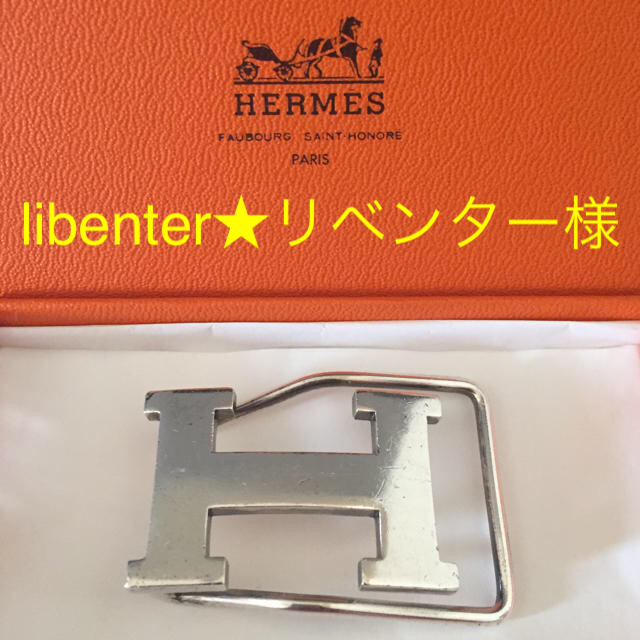 HERMES
FAUBOURG SAINT-HONORE
PARIS
libenter★リベンター様
H